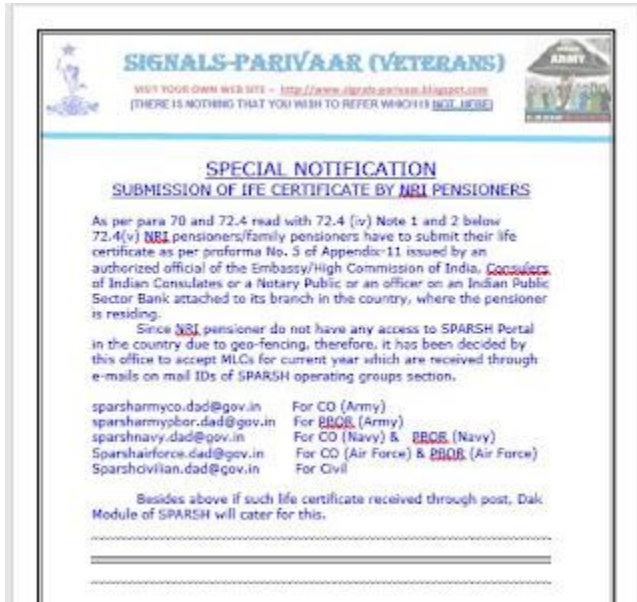 SIGNALS-PARIVAAR (VETERANS)
VISIT YOUR OWN WEB SITE - http://www.signals-parivaar.blogspot.com
(THERE IS NOTHING THAT YOU WISH TO REFER WHICH IS NOT HERE)
ARMY
SPECIAL NOTIFICATION
SUBMISSION OF IFE CERTIFICATE BY NRI PENSIONERS
As per para 70 and 72.4 read with 72.4 (iv) Note 1 and 2 below
72.4(v) NRI pensioners/family pensioners have to submit their life
certificate as per proforma No. 5 of Appendix-11 issued by an
authorized official of the Embassy/High Commission of India, Consulers
of Indian Consulates or a Notary Public or an officer on an Indian Public
Sector Bank attached to its branch in the country, where the pensioner
is residing.
Since NRI pensioner do not have any access to SPARSH Portal
in the country due to geo-fencing, therefore, it has been decided by
this office to accept MLCs for current year which are received through
e-mails on mail IDs of SPARSH operating groups section.
sparsharmyco.dad@gov.in For CO (Army)
sparsharmypbor.dad@gov.in For PBOR (Army)
sparshnavy.dad@gov.in For CO (Navy) & PBOR (Navy)
Sparshairforce.dad@gov.in For CO (Air Force) & PBOR (Air Force)
Sparshcivilian.dad@gov.in For Civil
Besides above if such life certificate received through post, Dak
Module of SPARSH will cater for this.